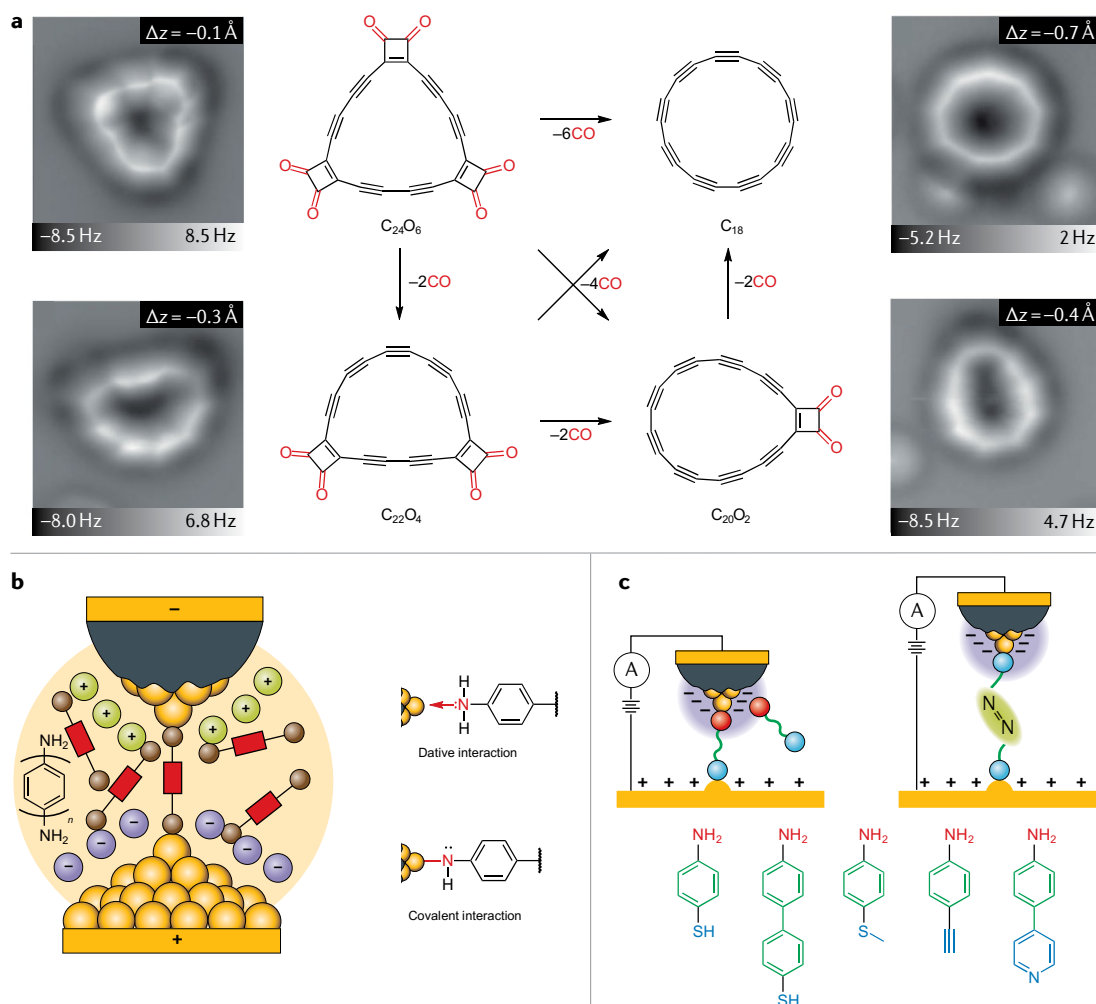 a
Δz = −0.1 Å
−8.5 Hz 8.5 Hz
O O
O O
O O
C24O6
−6CO
C18
Δz = −0.7 Å
−5.2 Hz 2 Hz
−2CO
−4CO
−2CO
Δz = −0.3 Å
−8.0 Hz 6.8 Hz
O O
O O
C22O4
−2CO
O
O
C20O2
Δz = −0.4 Å
−8.5 Hz 4.7 Hz
b
−
+ + + + +
NH2
n
NH2
− − − − −
+
H
:N
H
Dative interaction
N
H
Covalent interaction
c
A
− − − − − −
+ + + + + +
A
− − − − − −
N=N
+ + + + + +
NH2 NH2 NH2 NH2 NH2
SH S N
SH